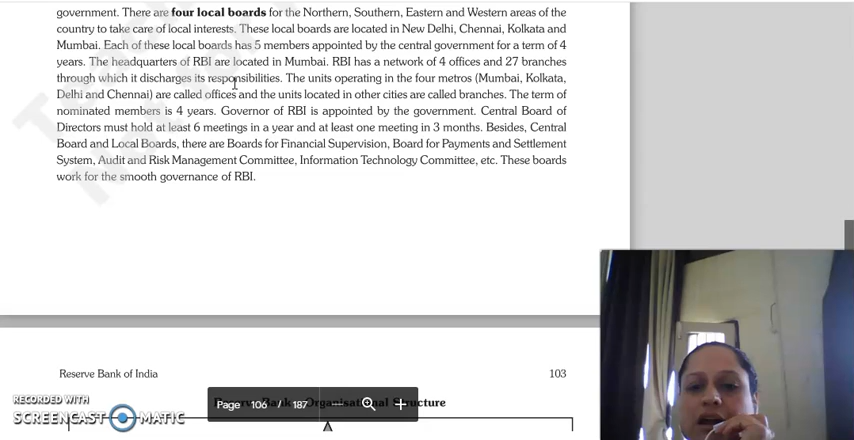 government. There are four local boards for the Northern, Southern, Eastern and Western areas of the
country to take care of local interests. These local boards are located in New Delhi, Chennai, Kolkata and
Mumbai. Each of these local boards has 5 members appointed by the central government for a term of 4
years. The headquarters of RBI are located in Mumbai. RBI has a network of 4 offices and 27 branches
through which it discharges its responsibilities. The units operating in the four metros (Mumbai, Kolkata,
Delhi and Chennai) are called offices and the units located in other cities are called branches. The term of
nominated members is 4 years. Governor of RBI is appointed by the government. Central Board of
Directors must hold at least 6 meetings in a year and at least one meeting in 3 months. Besides, Central
Board and Local Boards, there are Boards for Financial Supervision, Board for Payments and Settlement
System, Audit and Risk Management Committee, Information Technology Committee, etc. These boards
work for the smooth governance of RBI.
Reserve Bank of India 103
Page 106 / 187
Structure
RECORDED WITH
SCREENCAST MATIC